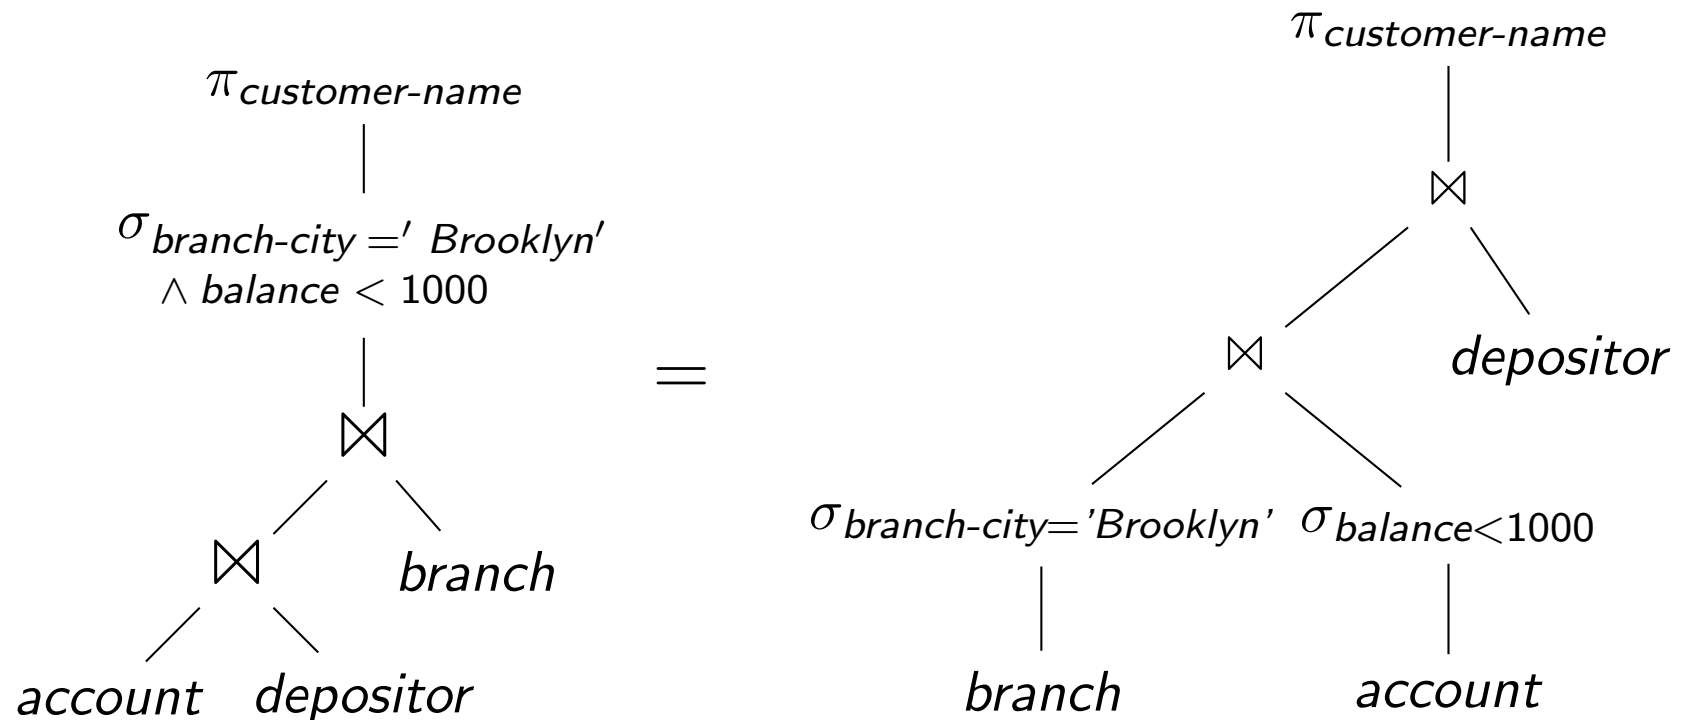 π customer-name
σ branch-city =′ Brooklyn′
∧ balance < 1000
⋈
⋈
branch
account depositor
=
π customer-name
⋈
⋈
depositor
σ branch-city='Brooklyn' σ balance<1000
branch account